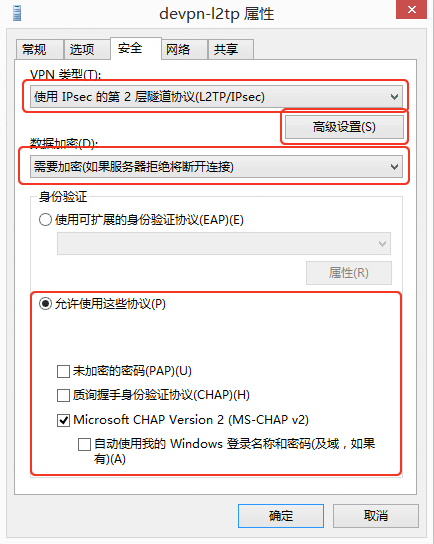 devpn-l2tp 属性
常规 选项 安全 网络 共享
VPN 类型(T):
使用 IPsec 的第 2 层隧道协议(L2TP/IPsec)
高级设置(S)
数据加密(D):
需要加密(如果服务器拒绝将断开连接)
身份验证
使用可扩展的身份验证协议(EAP)(E)
属性(R)
允许使用这些协议(P)
未加密的密码(PAP)(U)
质询握手身份验证协议(CHAP)(H)
Microsoft CHAP Version 2 (MS-CHAP v2)
自动使用我的 Windows 登录名称和密码(及域，如果
有)(A)
确定 取消